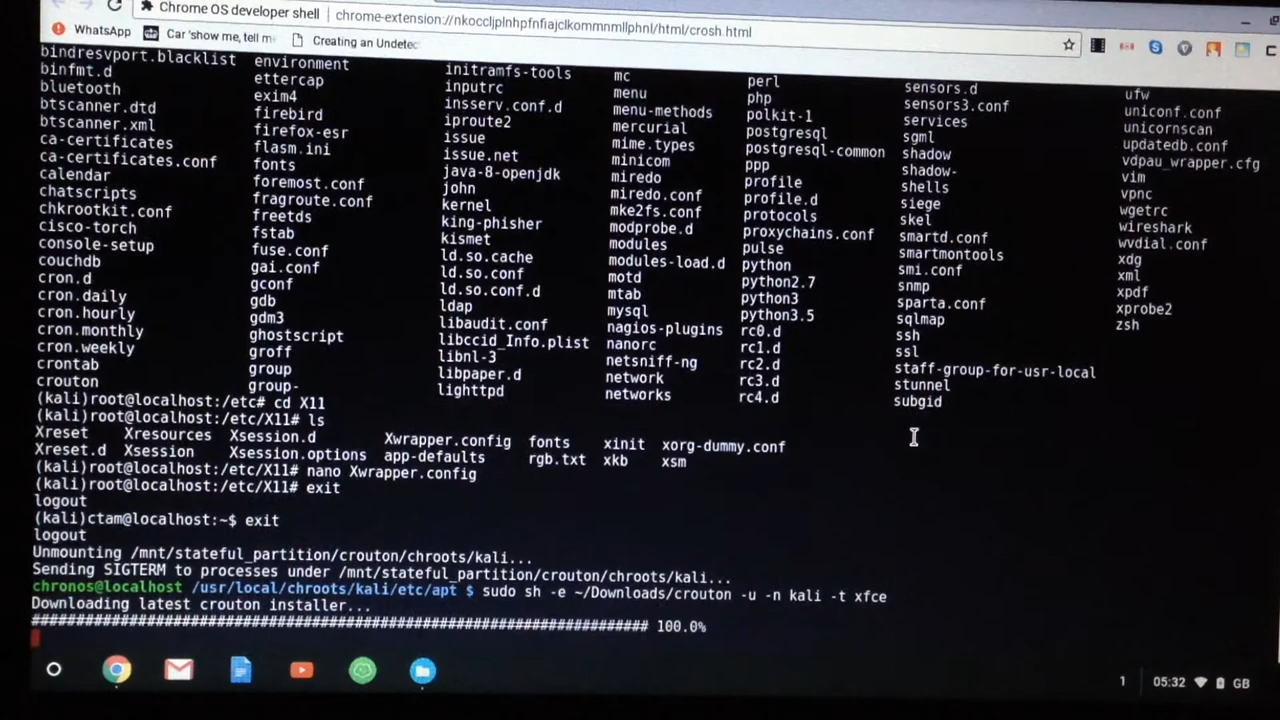 Chrome OS developer shell | chrome-extension://nkoccljplnhpfnfiajclkommnmllphnl/html/crosh.html
WhatsApp Car 'show me, tell m Creating an Undetec
bindresvport.blacklist environment initramfs-tools mc perl sensors.d ufw
binfmt.d ettercap inputrc menu php sensors3.conf uniconf.conf
bluetooth exim4 insserv.conf.d menu-methods polkit-1 services unicornscan
btscanner.dtd firebird iproute2 mercurial postgresql sgml updatedb.conf
btscanner.xml firefox-esr issue mime.types postgresql-common shadow vdpau_wrapper.cfg
ca-certificates flasm.ini issue.net minicom ppp shadow- vim
ca-certificates.conf fonts java-8-openjdk miredo profile shells vpnc
calendar foremost.conf john miredo.conf profile.d siege wgetrc
chatscripts fragroute.conf kernel mke2fs.conf protocols skel wireshark
chkrootkit.conf freetds king-phisher modprobe.d proxychains.conf smartd.conf wvdial.conf
cisco-torch fstab kismet modules pulse smartmontools xdg
console-setup fuse.conf ld.so.cache modules-load.d python smi.conf xml
couchdb gai.conf ld.so.conf motd python2.7 snmp xpdf
cron.d gconf ld.so.conf.d mtab python3 sparta.conf xprobe2
cron.daily gdb ldap mysql python3.5 sqlmap zsh
cron.hourly gdm3 libaudit.conf nagios-plugins rc0.d ssh
cron.monthly ghostscript libccid_Info.plist nanorc rc1.d ssl
cron.weekly groff libnl-3 netsniff-ng rc2.d staff-group-for-usr-local
crontab group libpaper.d network rc3.d stunnel
crouton group- lighttpd networks rc4.d subgid
(kali)root@localhost:/etc# cd X11
(kali)root@localhost:/etc/X11# ls
Xreset Xresources Xsession.d Xwrapper.config fonts xinit xorg-dummy.conf
Xreset.d Xsession Xsession.options app-defaults rgb.txt xkb xsm
(kali)root@localhost:/etc/X11# nano Xwrapper.config
(kali)root@localhost:/etc/X11# exit
logout
(kali)ctam@localhost:~$ exit
logout
Unmounting /mnt/stateful_partition/crouton/chroots/kali...
Sending SIGTERM to processes under /mnt/stateful_partition/crouton/chroots/kali...
chronos@localhost /usr/local/chroots/kali/etc/apt $ sudo sh -e ~/Downloads/crouton -u -n kali -t xfce
Downloading latest crouton installer...
######################################################################## 100.0%
1 05:32 GB